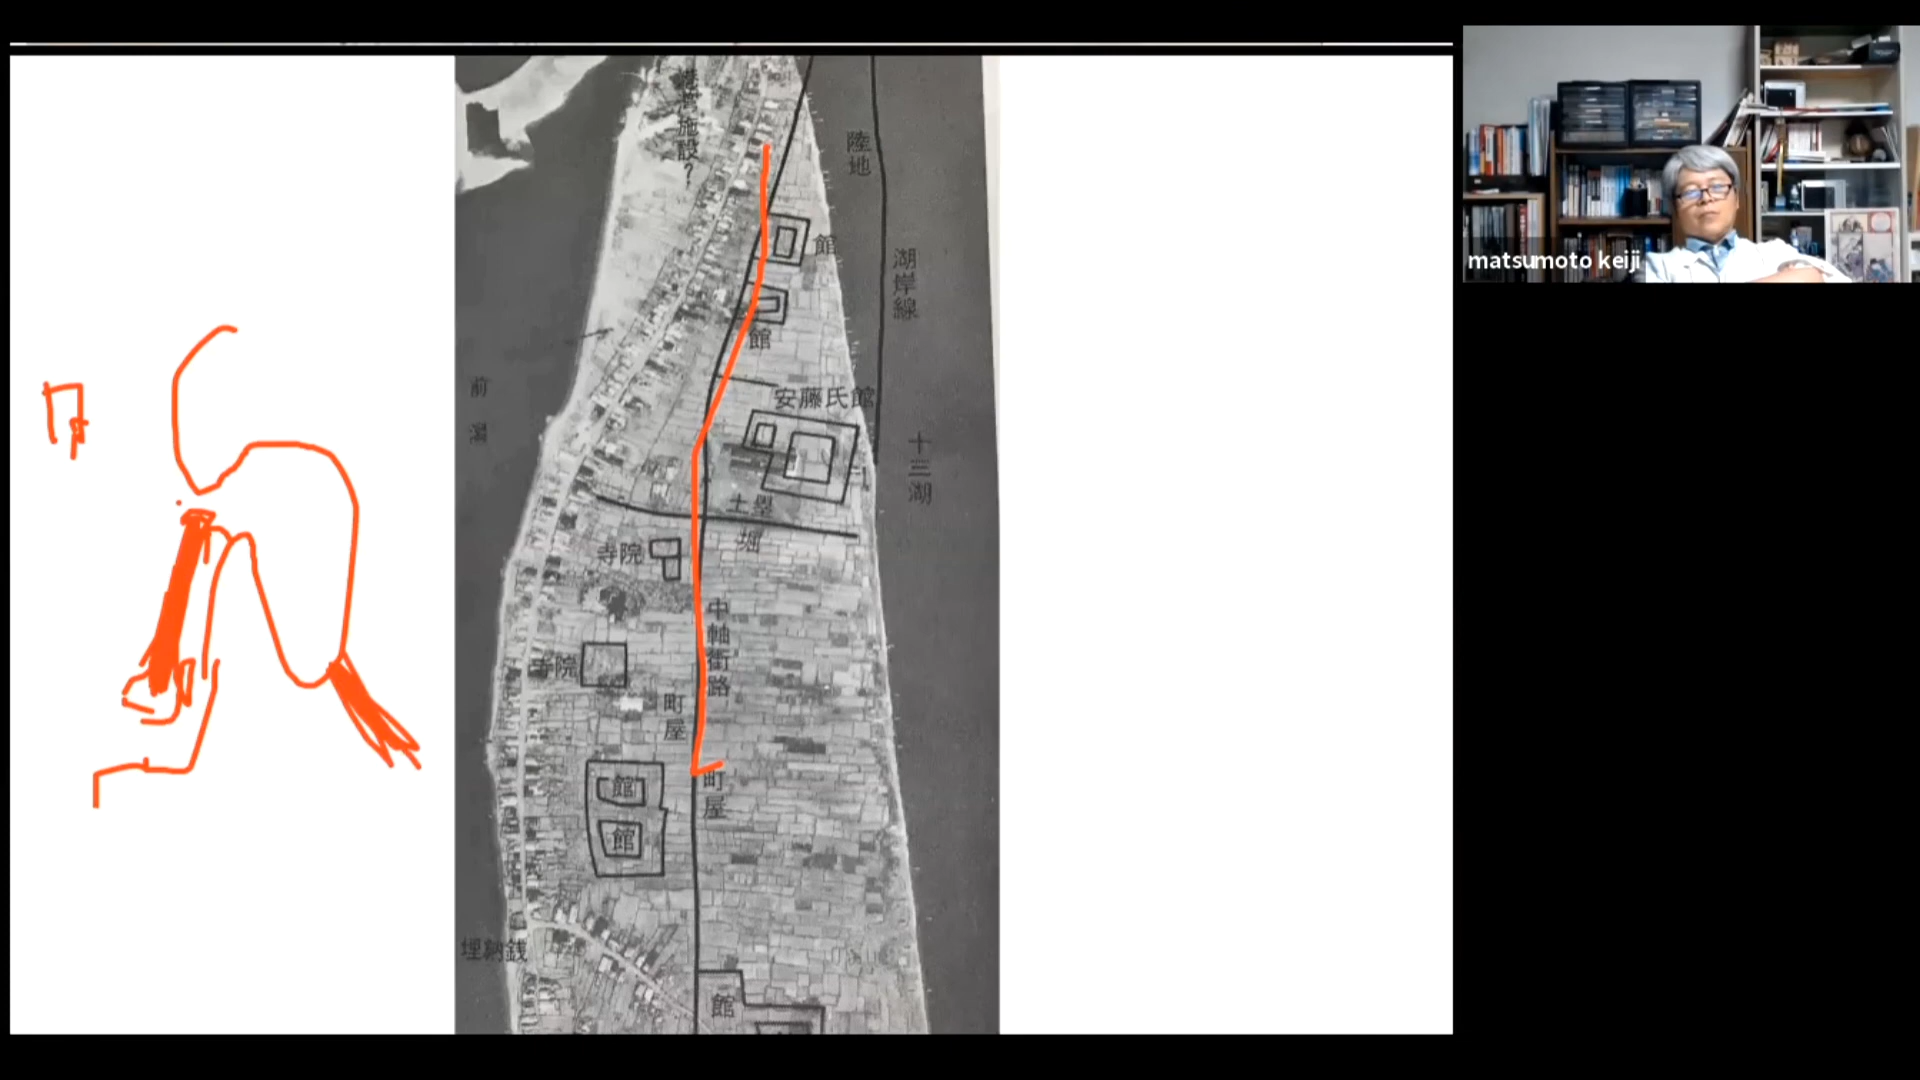 港湾施設?
陸地
館
湖岸線
館
前潟
安藤氏館
十三湖
土塁
堀
寺院
中軸街路
寺院
町屋
町屋
館
館
埋納銭
館
matsumoto keiji